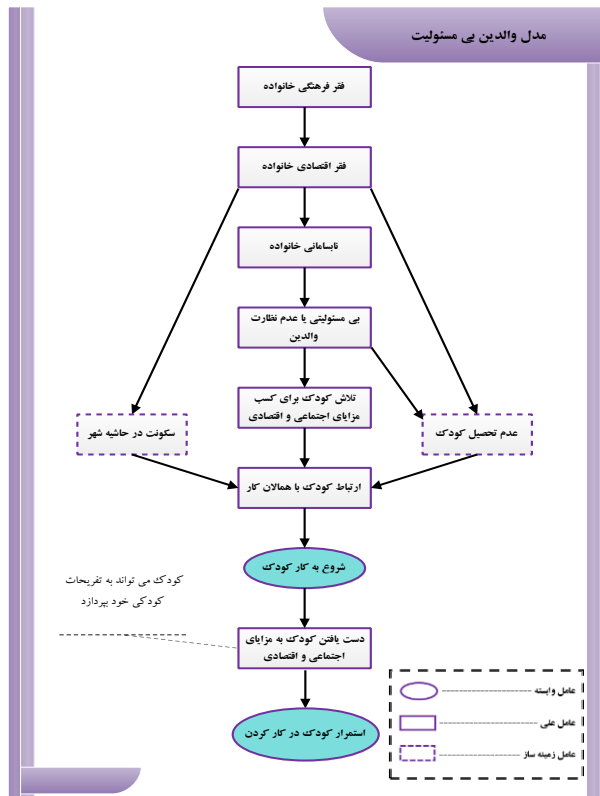 مدل والدین بی مسئولیت
فقر فرهنگی خانواده
فقر اقتصادی خانواده
نابسامانی خانواده
بی مسئولیتی یا عدم نظارت
والدین
تلاش کودک برای کسب
مزایای اجتماعی و اقتصادی
عدم تحصیل کودک
سکونت در حاشیه شهر
ارتباط کودک با همالان کار
شروع به کار کودک
کودک می تواند به تفریحات
کودکی خود بپردازد
دست یافتن کودک به مزایای
اجتماعی و اقتصادی
استمرار کودک در کار کردن
عامل وابسته
عامل علی
عامل زمینه ساز